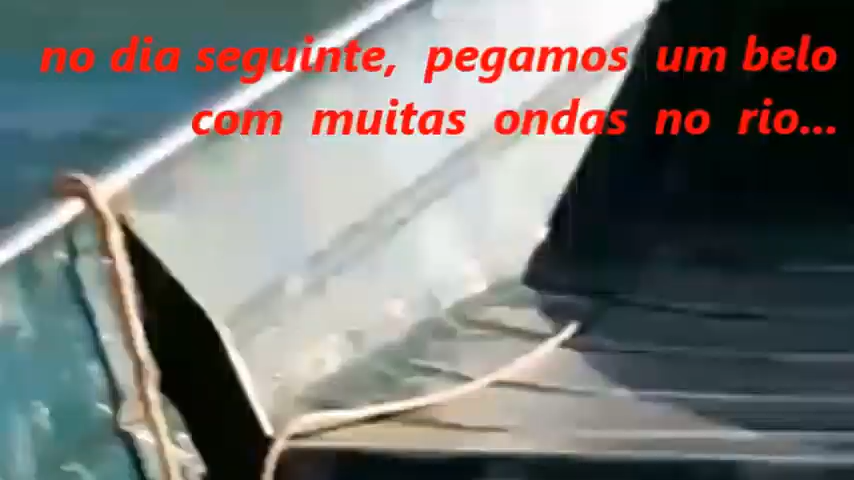 no dia seguinte, pegamos um belo
com muitas ondas no rio...